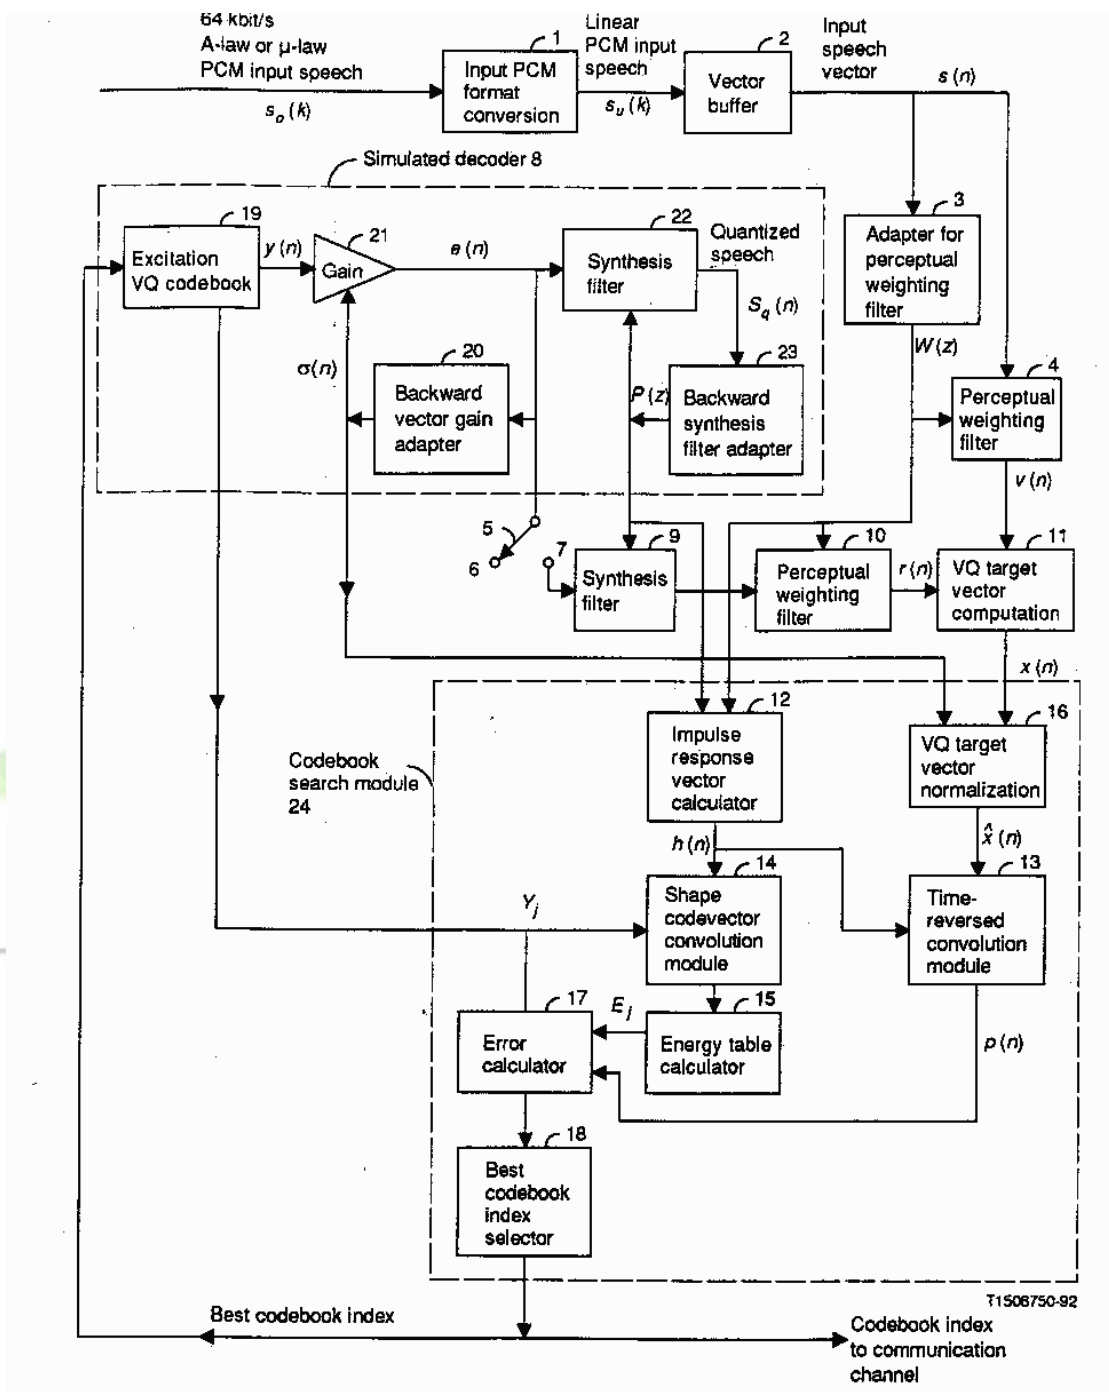 64 kbit/s
A-law or μ-law
PCM input speech
s_o (k)
1
Input PCM
format
conversion
Linear
PCM input
speech
s_u (k)
2
Vector
buffer
Input
speech
vector
s (n)
Simulated decoder 8
19
Excitation
VQ codebook
y (n)
21
Gain
e (n)
22
Synthesis
filter
Quantized
speech
S_q (n)
3
Adapter for
perceptual
weighting
filter
W (z)
σ(n)
20
Backward
vector gain
adapter
P (z)
23
Backward
synthesis
filter adapter
4
Perceptual
weighting
filter
v (n)
5
6
7
9
Synthesis
filter
10
Perceptual
weighting
filter
r (n)
11
VQ target
vector
computation
x (n)
Codebook
search module
24
12
Impulse
response
vector
calculator
h (n)
16
VQ target
vector
normalization
x̂ (n)
Y_j
14
Shape
codevector
convolution
module
13
Time-
reversed
convolution
module
17
Error
calculator
E_j
15
Energy table
calculator
p (n)
18
Best
codebook
index
selector
T1506750-92
Best codebook index
Codebook index
to communication
channel